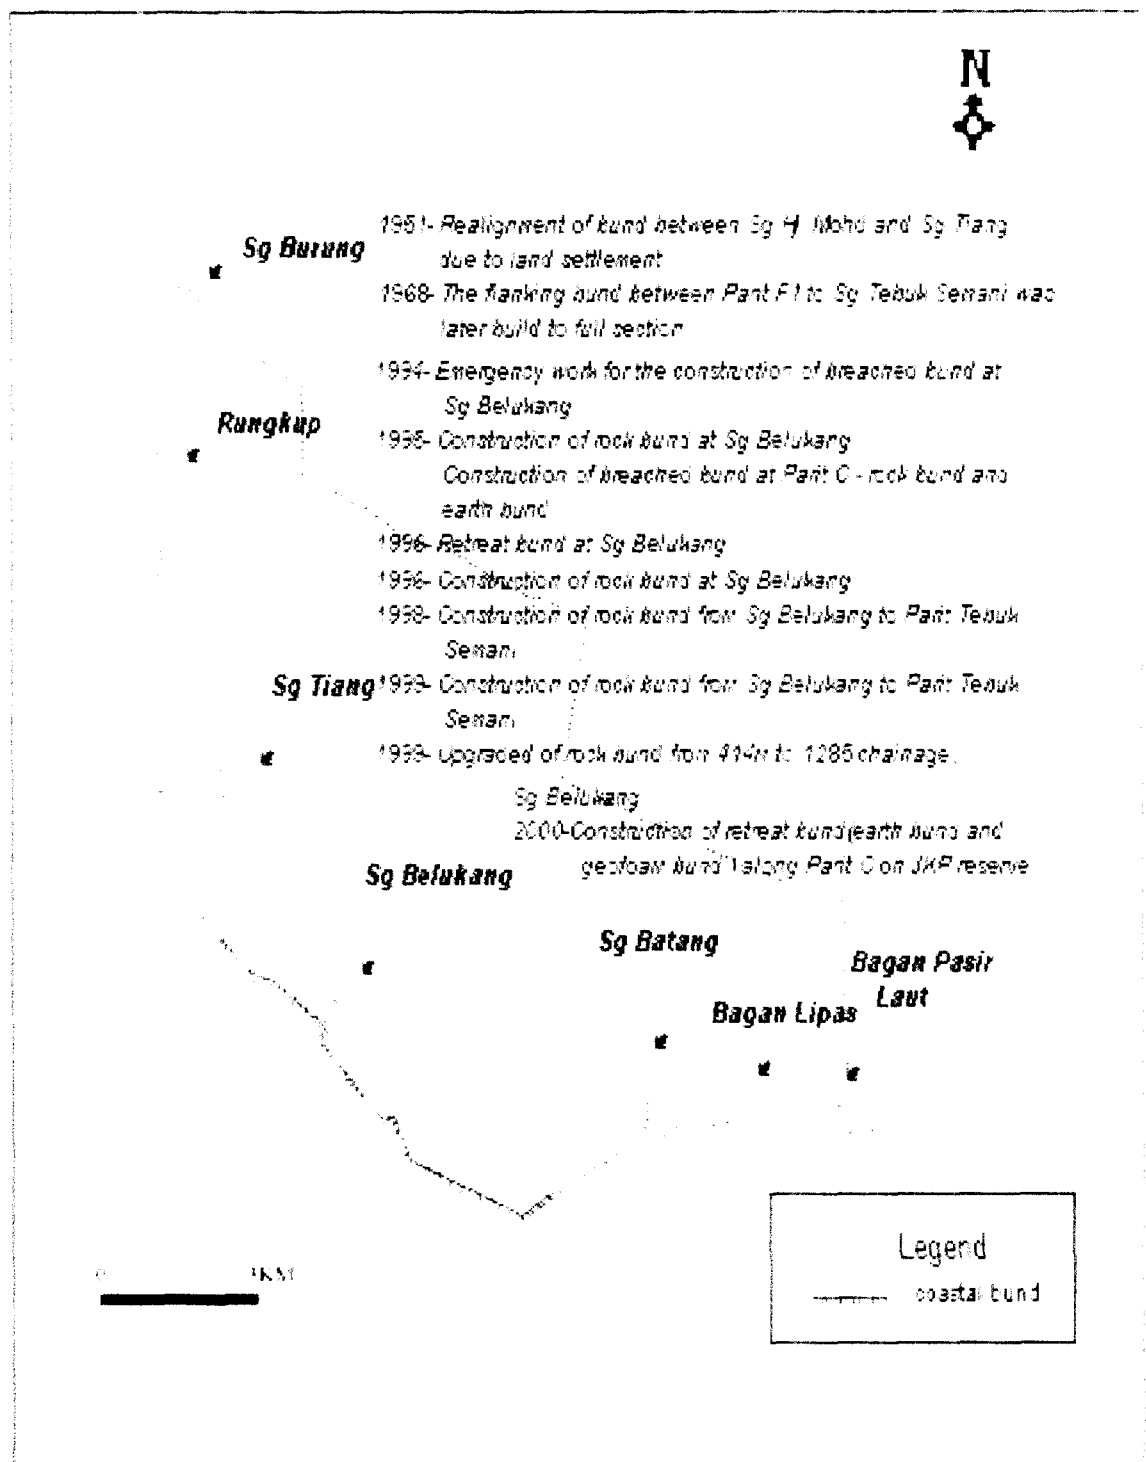 N
1951- Realignment of bund between Sg Hj Mohd and Sg Tiang
due to land settlement
Sg Burung
1968- The flanking bund between Parit F1 to Sg Tebuk Semani was
later build to full section
1994- Emergency work for the construction of breached bund at
Sg Belukang
Rungkup
1995- Construction of rock bund at Sg Belukang
Construction of breached bund at Parit C - rock bund and
earth bund
1996- Retreat bund at Sg Belukang
1996- Construction of rock bund at Sg Belukang
1998- Construction of rock bund from Sg Belukang to Parit Tebuk
Semani
Sg Tiang
1999- Construction of rock bund from Sg Belukang to Parit Tebuk
Semani
1999- Upgraded of rock bund from 414m to 1285 chainage,
Sg Belukang
2000-Construction of retreat bund(earth bund and
geofoam bund) along Parit C on JKP reserve
Sg Belukang
Sg Batang
Bagan Pasir
Laut
Bagan Lipas
Legend
coastal bund
0 KM